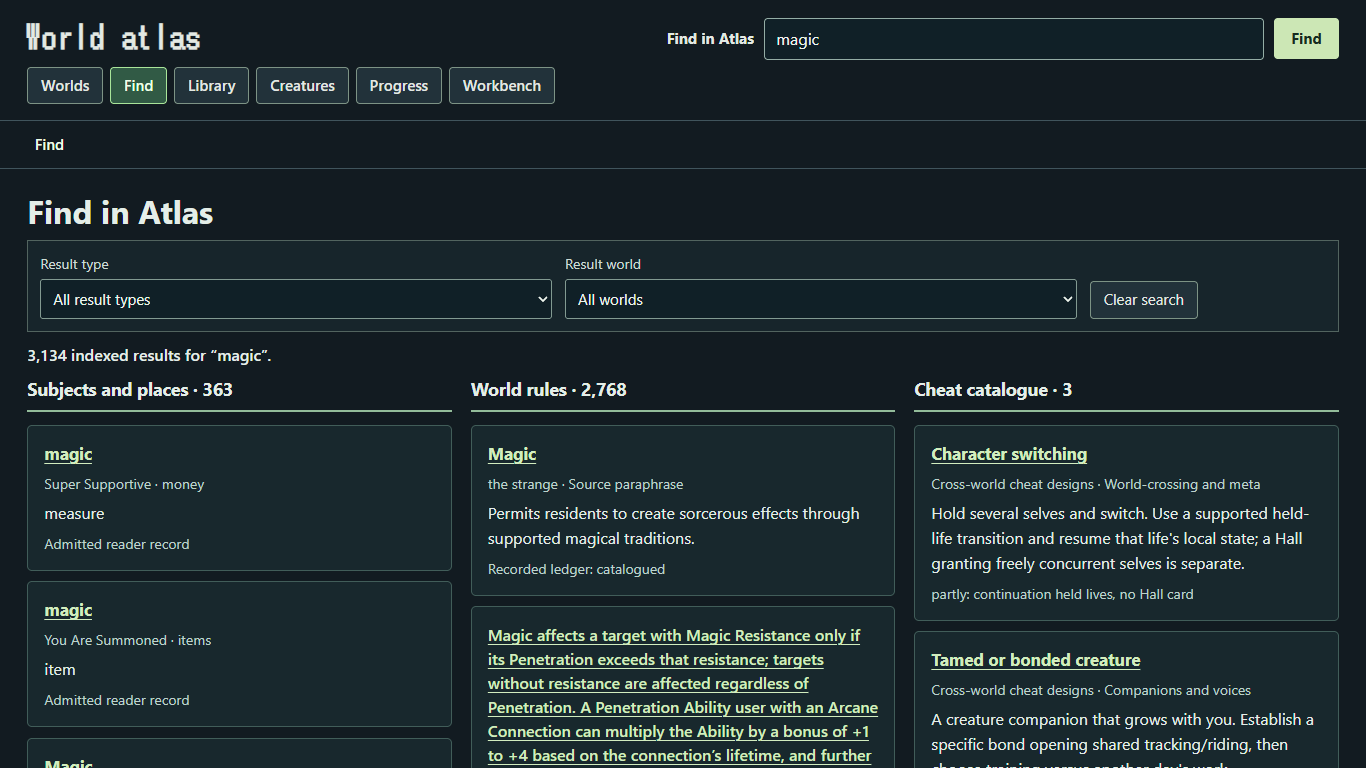 World atlas
Find in Atlas
magic
Find
Worlds
Find
Library
Creatures
Progress
Workbench
Find
Find in Atlas
Result type
All result types
Result world
All worlds
Clear search
3,134 indexed results for “magic”.
Subjects and places · 363
magic
Super Supportive · money
measure
Admitted reader record
magic
You Are Summoned · items
item
Admitted reader record
Magic
World rules · 2,768
Magic
the strange · Source paraphrase
Permits residents to create sorcerous effects through
supported magical traditions.
Recorded ledger: catalogued
Magic affects a target with Magic Resistance only if
its Penetration exceeds that resistance; targets
without resistance are affected regardless of
Penetration. A Penetration Ability user with an Arcane
Connection can multiply the Ability by a bonus of +1
to +4 based on the connection’s lifetime, and further
Cheat catalogue · 3
Character switching
Cross-world cheat designs · World-crossing and meta
Hold several selves and switch. Use a supported held-
life transition and resume that life's local state; a Hall
granting freely concurrent selves is separate.
partly: continuation held lives, no Hall card
Tamed or bonded creature
Cross-world cheat designs · Companions and voices
A creature companion that grows with you. Establish a
specific bond opening shared tracking/riding, then
choose training versus another day's work.